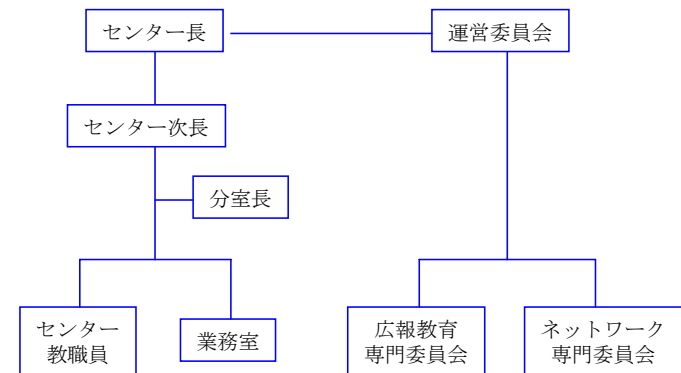 センター長
運営委員会
センター次長
分室長
センター
教職員
業務室
広報教育
専門委員会
ネットワーク
専門委員会